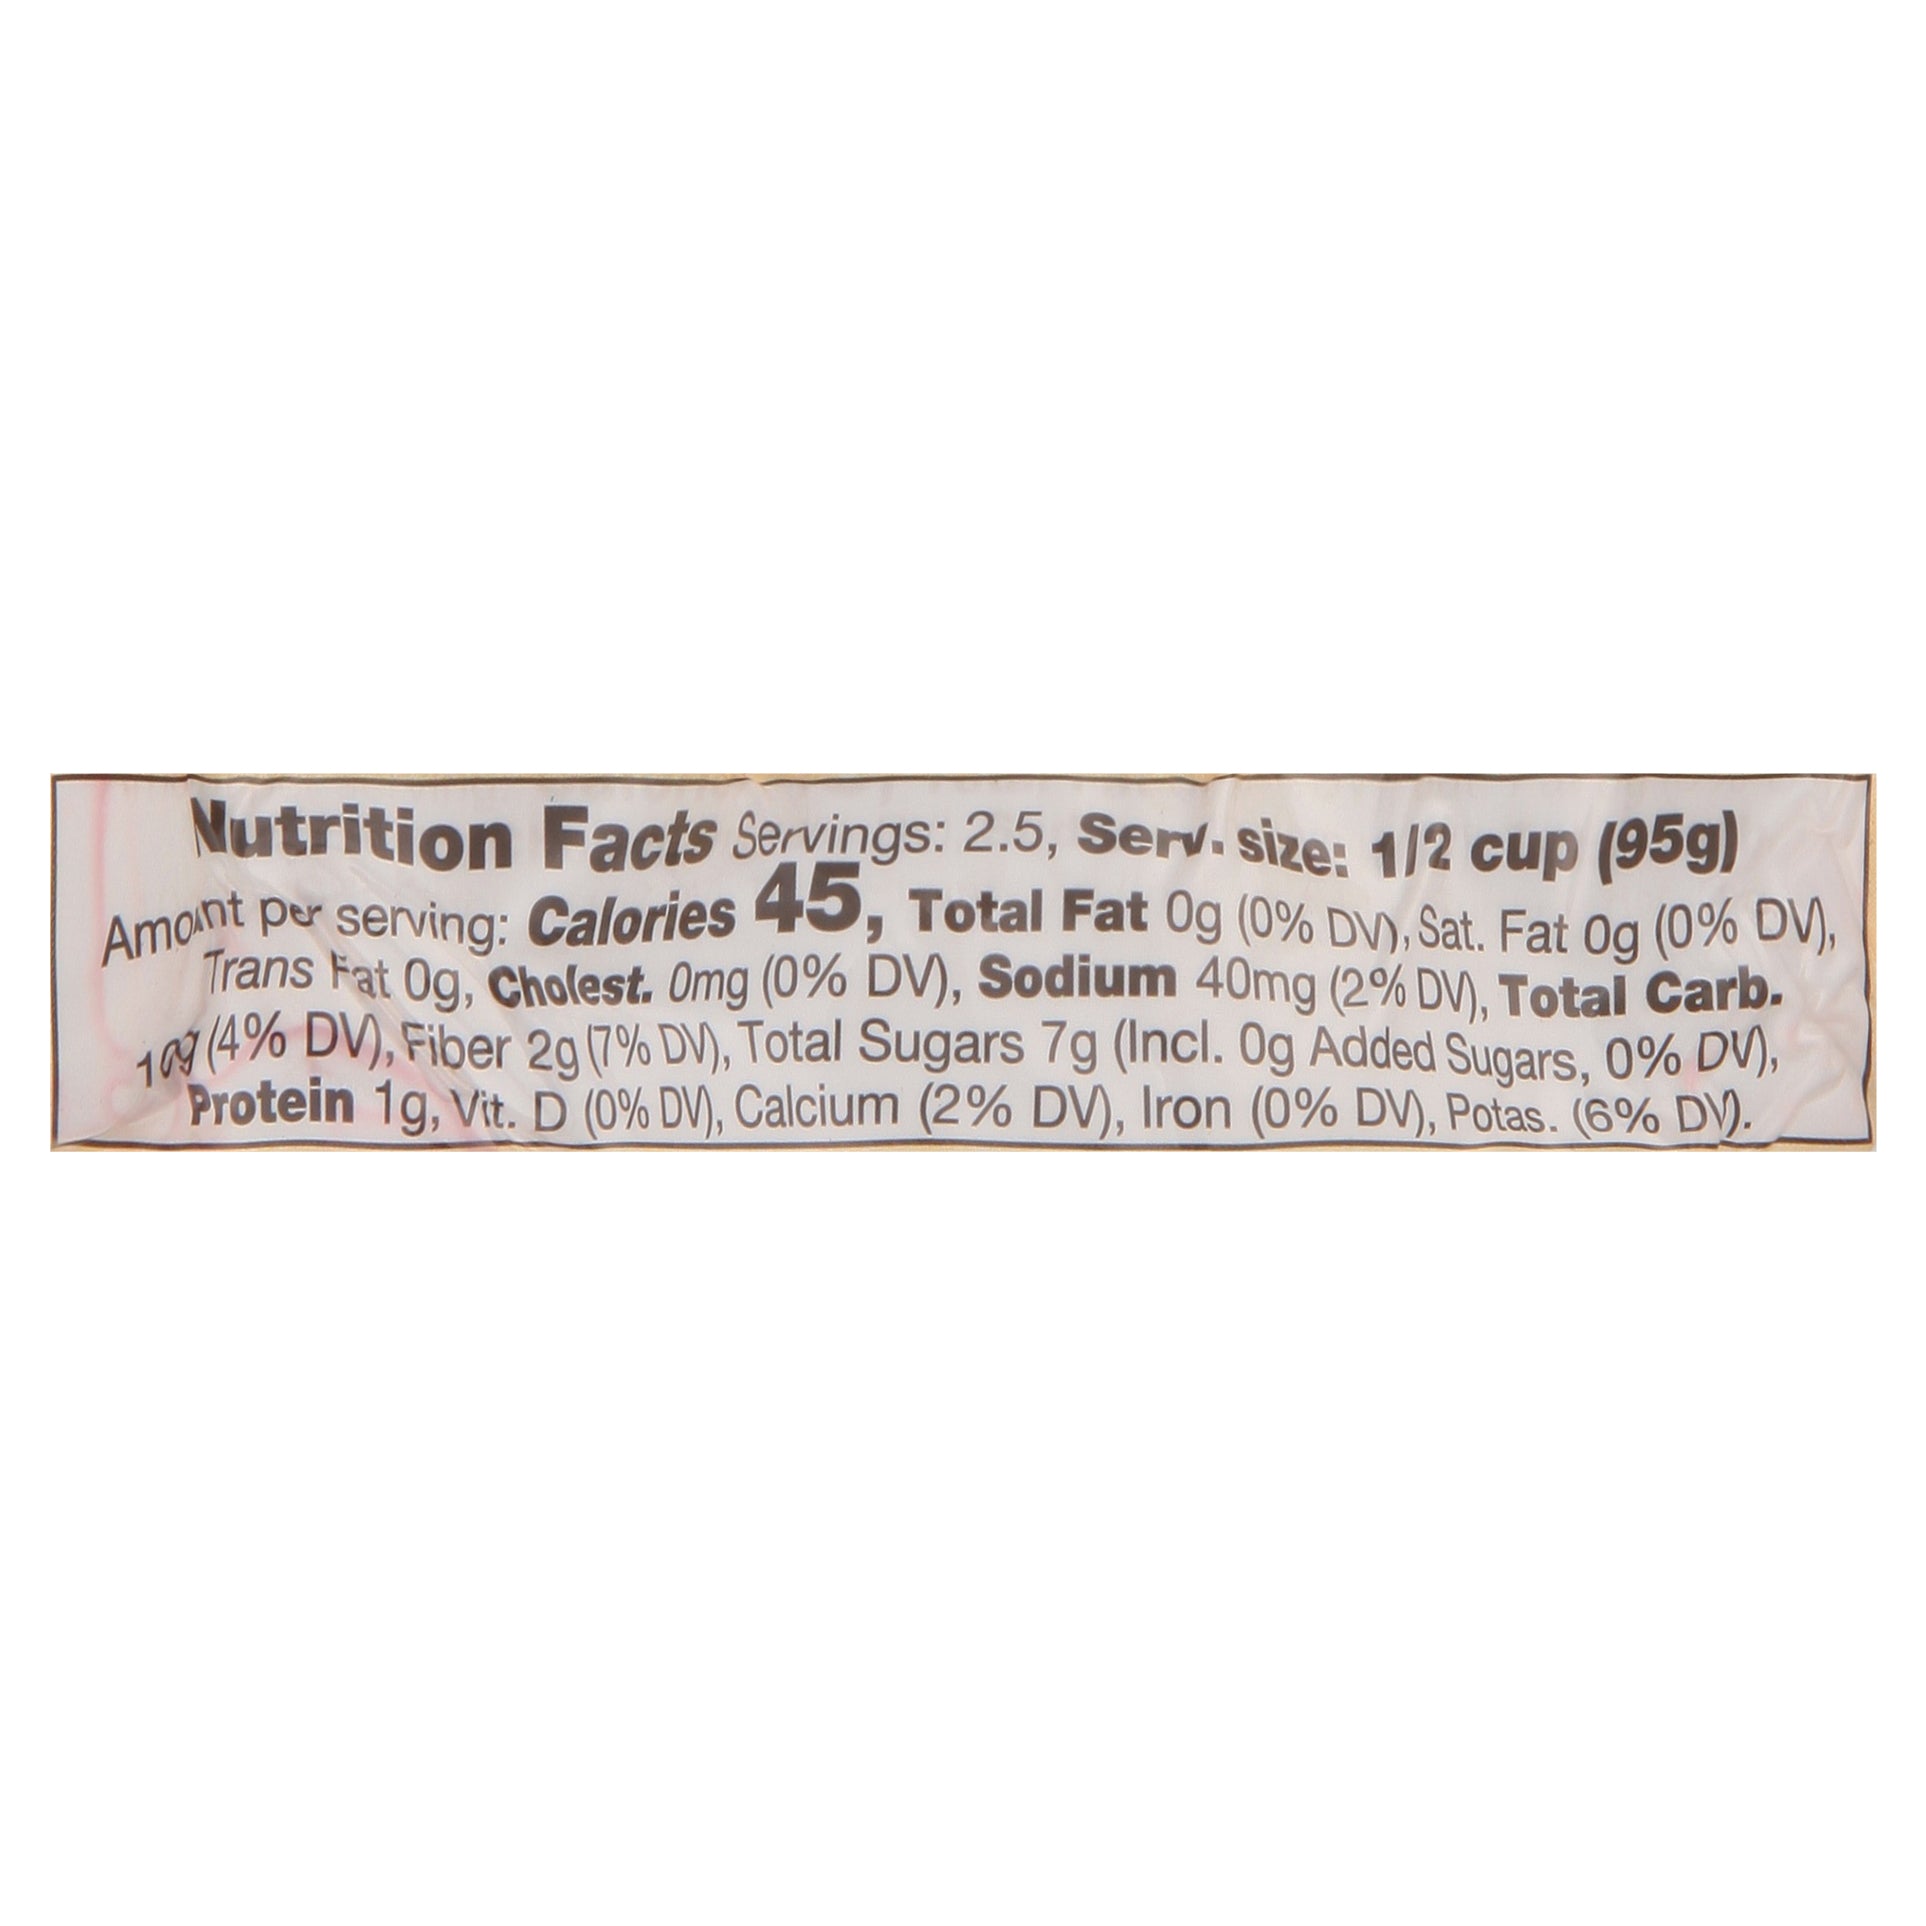 Nutrition Facts Servings: 2.5, Serv. size: 1/2 cup (95g)
Amount per serving: Calories 45, Total Fat 0g (0% DV), Sat. Fat 0g (0% DV),
Trans Fat 0g, Cholest. 0mg (0% DV), Sodium 40mg (2% DV), Total Carb.
10g (4% DV), Fiber 2g (7% DV), Total Sugars 7g (Incl. 0g Added Sugars, 0% DV),
Protein 1g, Vit. D (0% DV), Calcium (2% DV), Iron (0% DV), Potas. (6% DV).